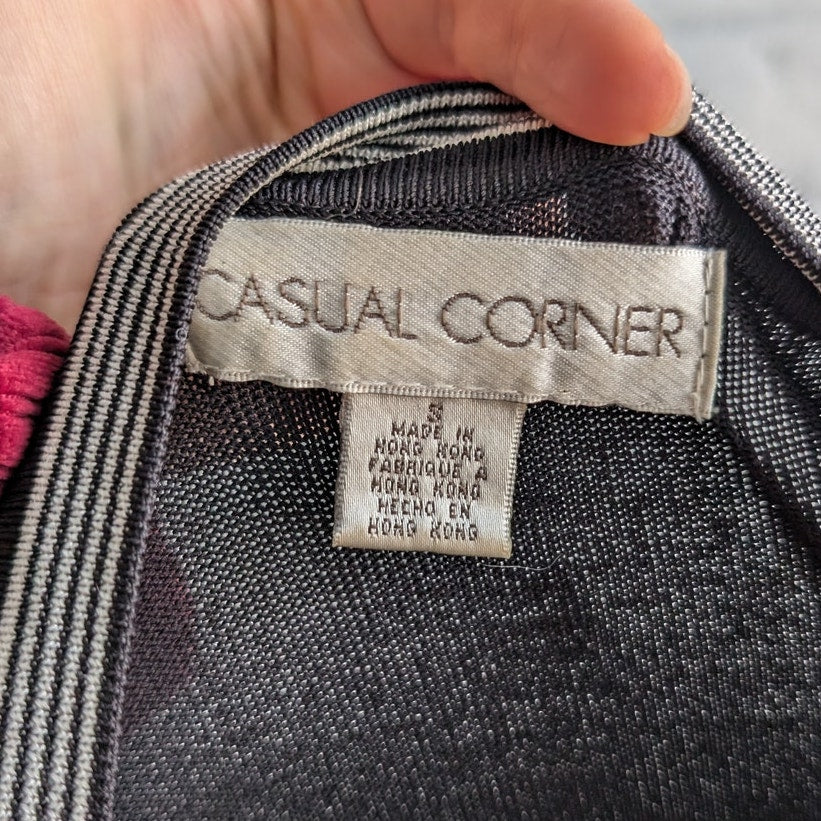 CASUAL CORNER
S
MADE IN
HONG KONG
FABRIQUE A
HONG KONG
HECHO EN
HONG KONG